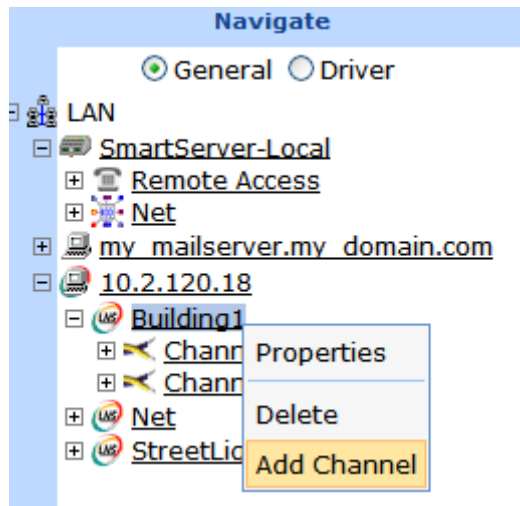 Navigate
General Driver
LAN
SmartServer-Local
Remote Access
Net
my_mailserver.my_domain.com
10.2.120.18
Building1
Properties
Delete
Add Channel
Net